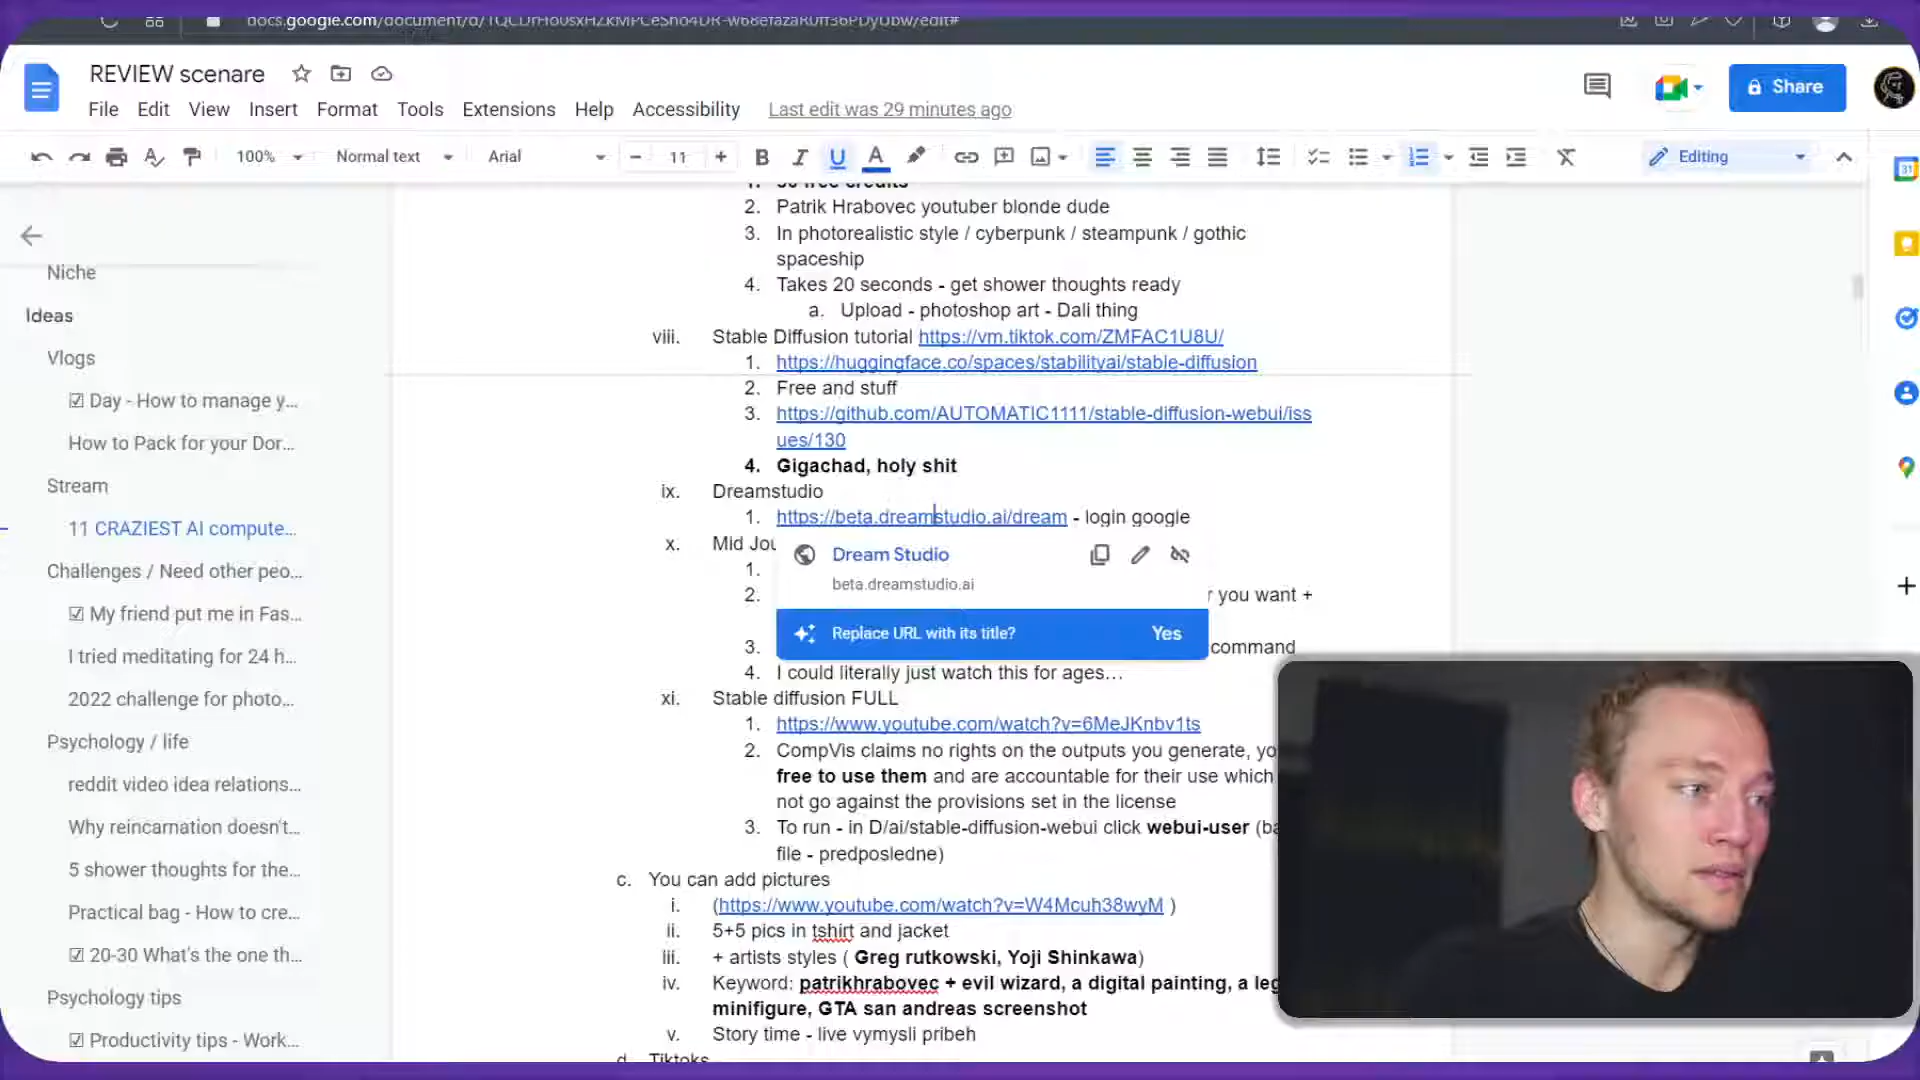 REVIEW scenare
File Edit View Insert Format Tools Extensions Help Accessibility Last edit was 29 minutes ago
Share
100% Normal text Arial 11 Editing
Niche
Ideas
Vlogs
Day - How to manage y...
How to Pack for your Dor...
Stream
11 CRAZIEST AI compute...
Challenges / Need other peo...
My friend put me in Fas...
I tried meditating for 24 h...
2022 challenge for photo...
Psychology / life
reddit video idea relations...
Why reincarnation doesn't...
5 shower thoughts for the...
Practical bag - How to cre...
20-30 What's the one th...
Psychology tips
Productivity tips - Work...
2. Patrik Hrabovec youtuber blonde dude
3. In photorealistic style / cyberpunk / steampunk / gothic
spaceship
4. Takes 20 seconds - get shower thoughts ready
a. Upload - photoshop art - Dali thing
viii. Stable Diffusion tutorial https://vm.tiktok.com/ZMFAC1U8U/
1. https://huggingface.co/spaces/stabilityai/stable-diffusion
2. Free and stuff
3. https://github.com/AUTOMATIC1111/stable-diffusion-webui/iss
ues/130
4. Gigachad, holy shit
ix. Dreamstudio
1. https://beta.dreamstudio.ai/dream - login google
x. Mid Jou
1.
Dream Studio
beta.dreamstudio.ai
2. r you want +
Replace URL with its title? Yes
3. command
4. I could literally just watch this for ages…
xi. Stable diffusion FULL
1. https://www.youtube.com/watch?v=6MeJKnbv1ts
2. CompVis claims no rights on the outputs you generate, yo
free to use them and are accountable for their use which
not go against the provisions set in the license
3. To run - in D/ai/stable-diffusion-webui click webui-user (ba
file - predposledne)
c. You can add pictures
i. (https://www.youtube.com/watch?v=W4Mcuh38wyM )
ii. 5+5 pics in tshirt and jacket
iii. + artists styles ( Greg rutkowski, Yoji Shinkawa)
iv. Keyword: patrikhrabovec + evil wizard, a digital painting, a leg
minifigure, GTA san andreas screenshot
v. Story time - live vymysli pribeh
d. Tiktoks